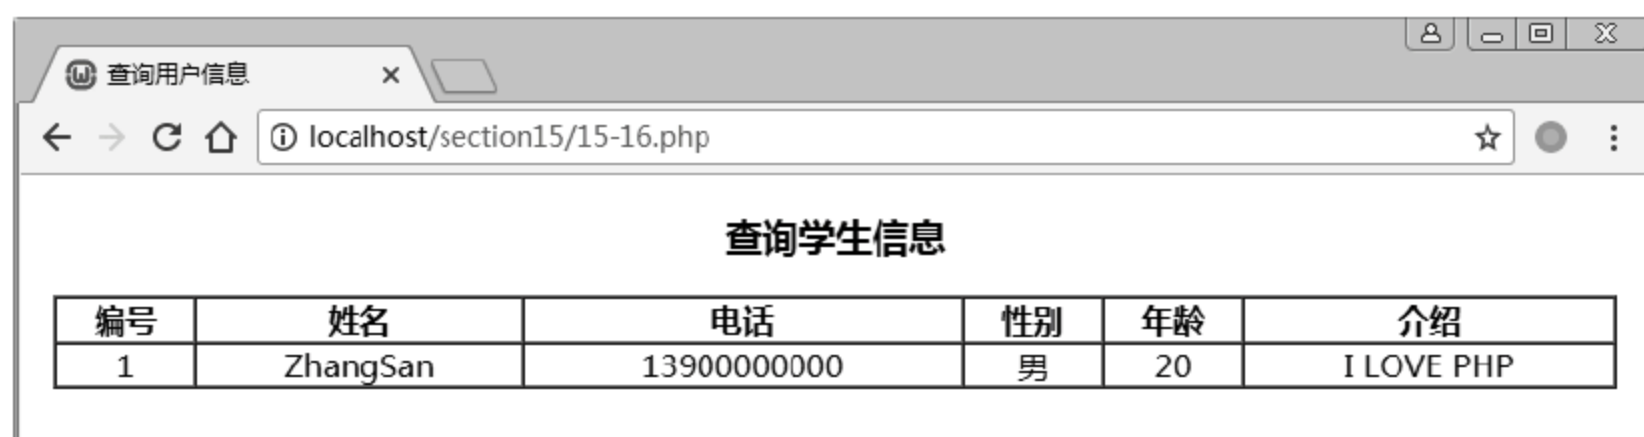 查询用户信息
localhost/section15/15-16.php
查询学生信息
编号 姓名 电话 性别 年龄 介绍
1 ZhangSan 13900000000 男 20 I LOVE PHP